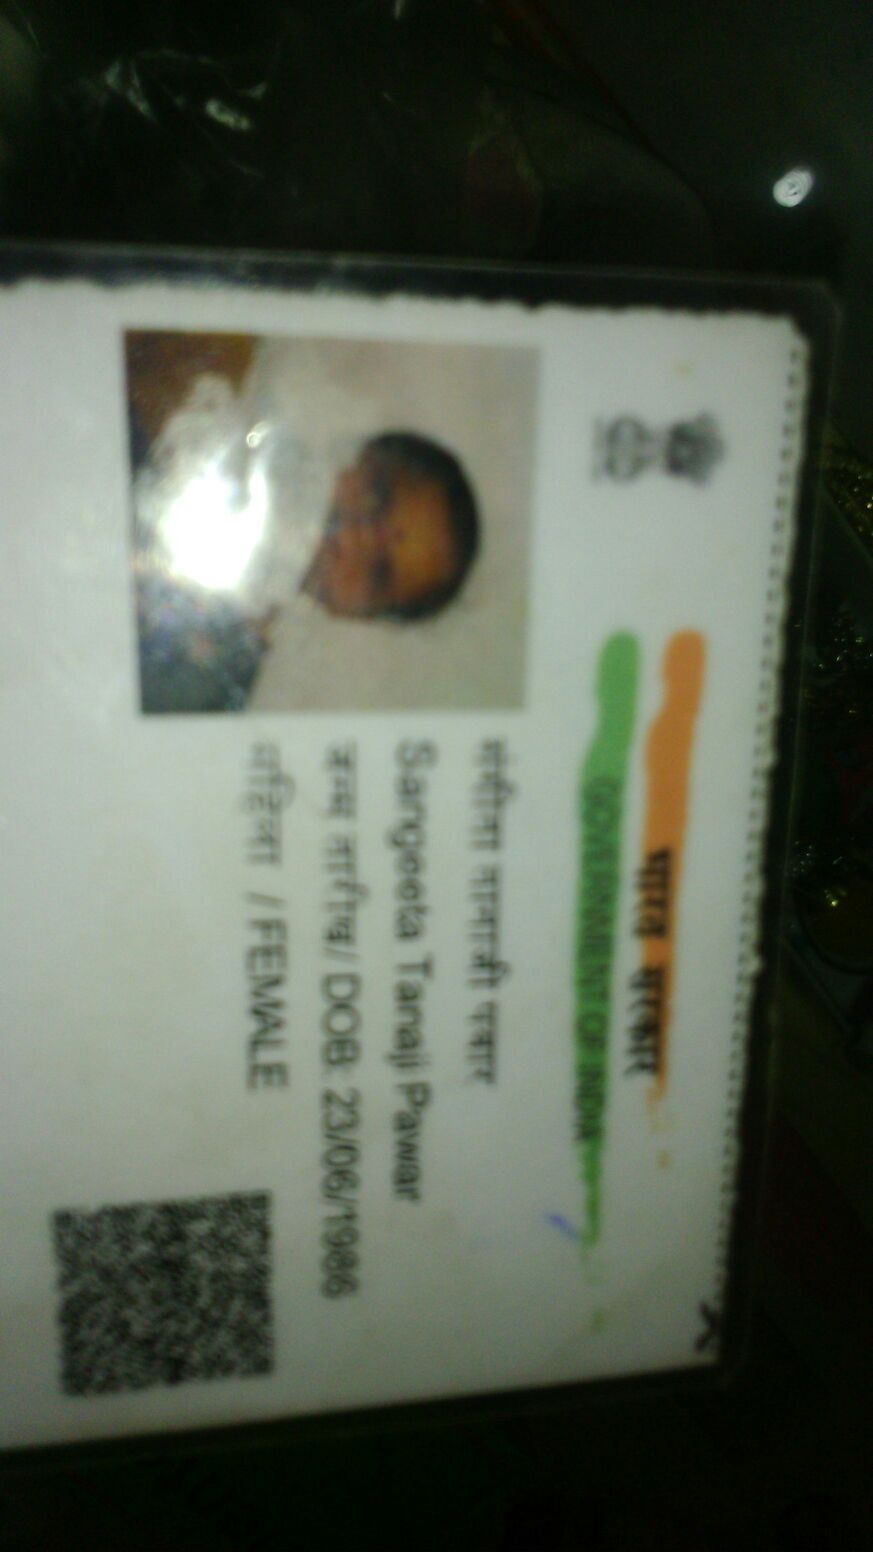 भारत सरकार
GOVERNMENT OF INDIA
संगीता तानाजी पवार
Sangeeta Tanaji Pawar
जन्म तारीख/ DOB: 23/06/1986
महिला / FEMALE